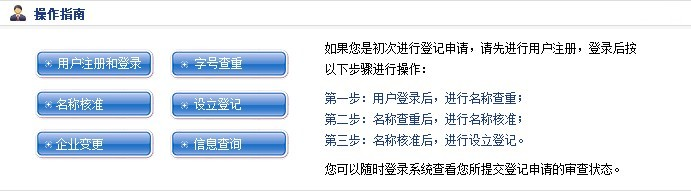 操作指南
用户注册和登录 字号查重
名称核准 设立登记
企业变更 信息查询
如果您是初次进行登记申请，请先进行用户注册，登录后按
以下步骤进行操作：
第一步：用户登录后，进行名称查重；
第二步：名称查重后，进行名称核准；
第三步：名称核准后，进行设立登记。
您可以随时登录系统查看您所提交登记申请的审查状态。